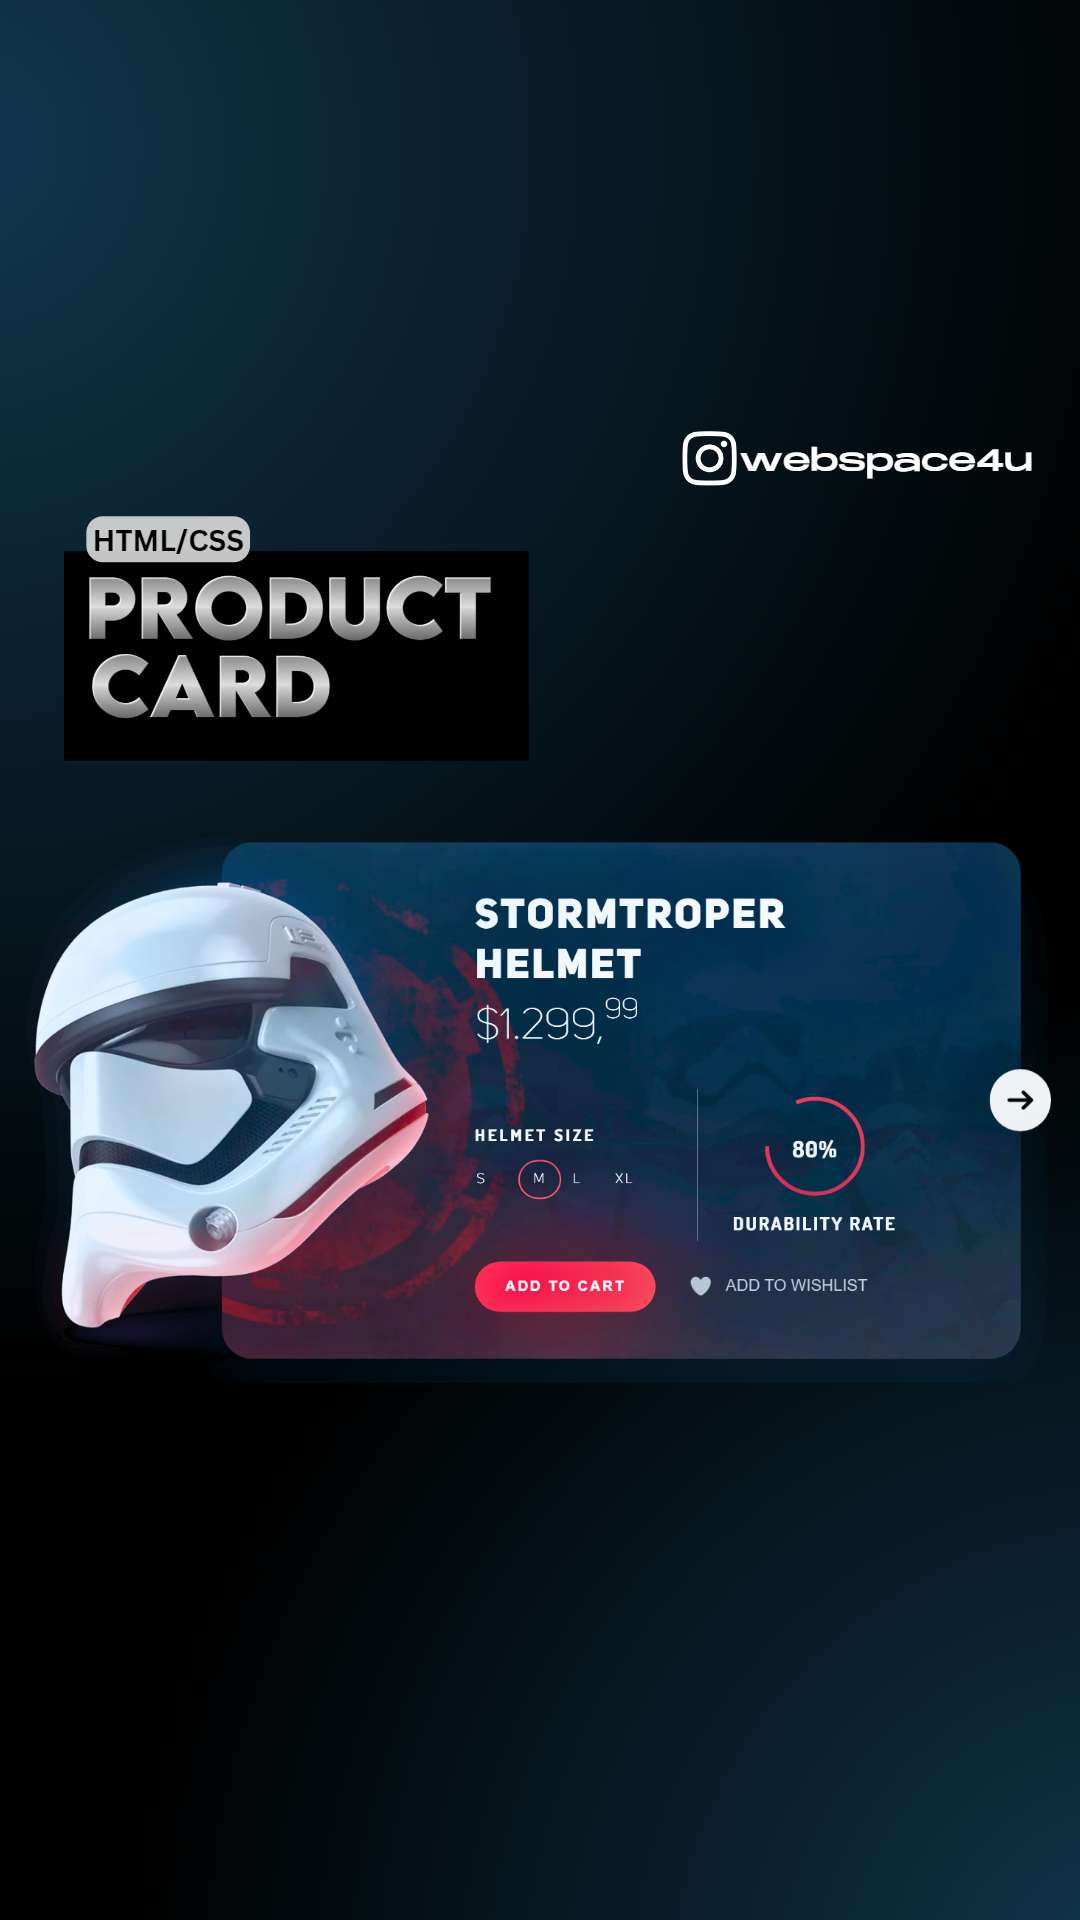 webspace4u
HTML/CSS
PRODUCT
CARD
STORMTROPER
HELMET
$1.299,99
HELMET SIZE
S M L XL
80%
DURABILITY RATE
ADD TO CART
ADD TO WISHLIST